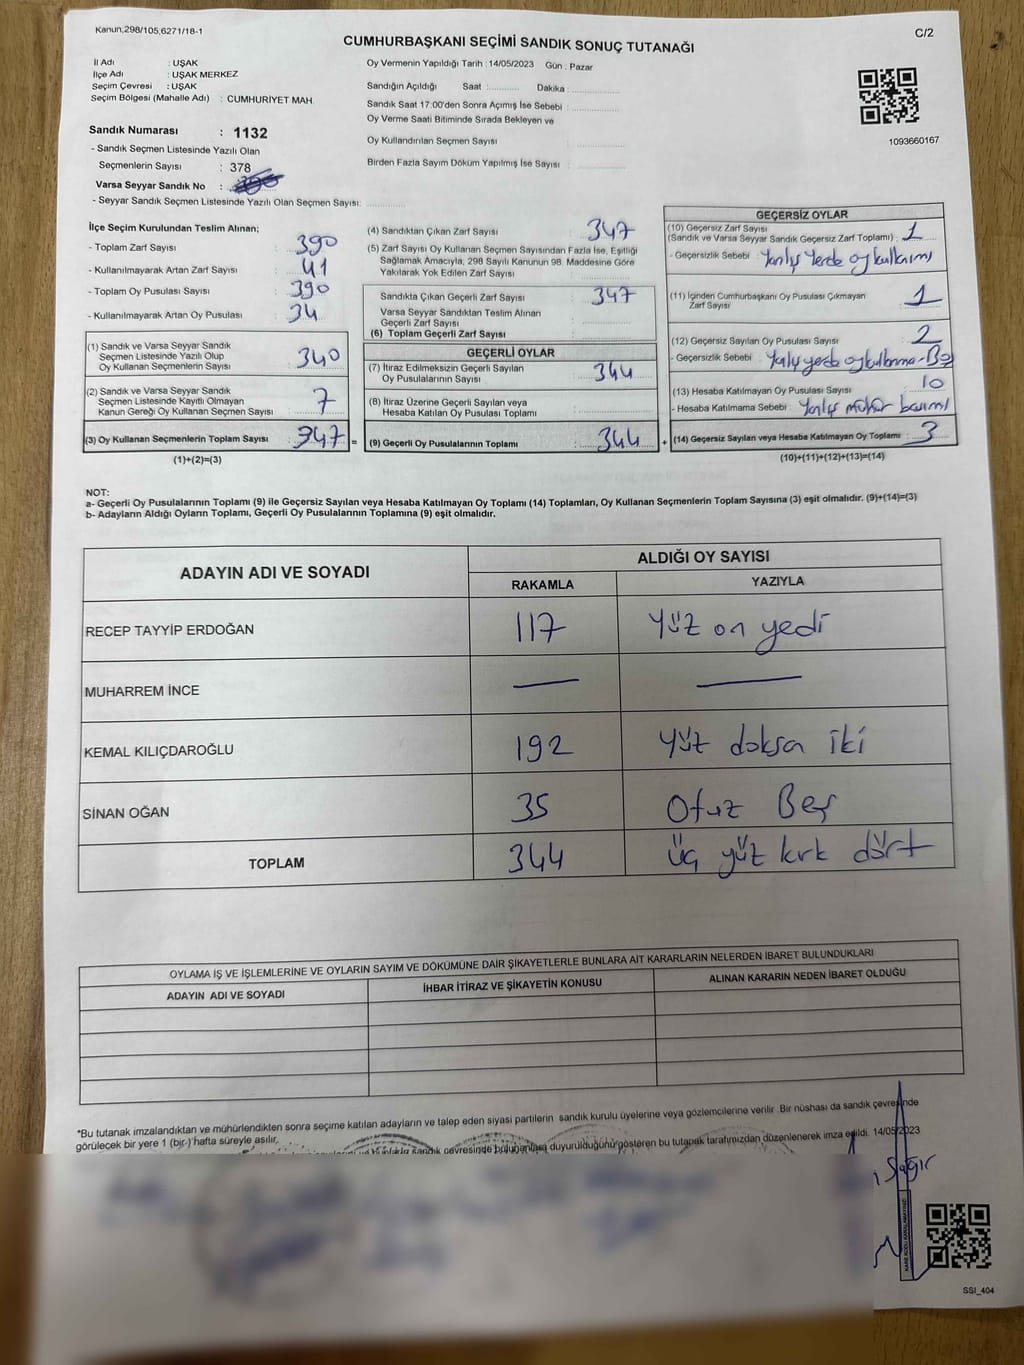 Kanun;298/105,6271/18-1
C/2
CUMHURBAŞKANI SEÇİMİ SANDIK SONUÇ TUTANAĞI
İl Adı : UŞAK
İlçe Adı : UŞAK MERKEZ
Seçim Çevresi : UŞAK
Seçim Bölgesi (Mahalle Adı) : CUMHURIYET MAH.
Sandık Numarası : 1132
- Sandık Seçmen Listesinde Yazılı Olan
Seçmenlerin Sayısı : 378
Varsa Seyyar Sandık No :
- Seyyar Sandık Seçmen Listesinde Yazılı Olan Seçmen Sayısı:
Oy Vermenin Yapıldığı Tarih : 14/05/2023 Gün : Pazar
Sandığın Açıldığı Saat : Dakika :
Sandık Saat 17:00'den Sonra Açımış İse Sebebi :
Oy Verme Saati Bitiminde Sırada Bekleyen ve
Oy Kullandırılan Seçmen Sayısı :
Birden Fazla Sayım Döküm Yapılmış İse Sayısı :
1093660167
İlçe Seçim Kurulundan Teslim Alınan;
- Toplam Zarf Sayısı : 390
- Kullanılmayarak Artan Zarf Sayısı : 41
- Toplam Oy Pusulası Sayısı : 390
- Kullanılmayarak Artan Oy Pusulası : 34
(1) Sandık ve Varsa Seyyar Sandık
Seçmen Listesinde Yazılı Olup
Oy Kullanan Seçmenlerin Sayısı : 340
(2) Sandık ve Varsa Seyyar Sandık
Seçmen Listesinde Kayıtlı Olmayan
Kanun Gereği Oy Kullanan Seçmen Sayısı : 7
(3) Oy Kullanan Seçmenlerin Toplam Sayısı : 347 =
(1)+(2)=(3)
(4) Sandıktan Çıkan Zarf Sayısı : 347
(5) Zarf Sayısı Oy Kullanan Seçmen Sayısından Fazla İse, Eşitliği
Sağlamak Amacıyla, 298 Sayılı Kanunun 98. Maddesine Göre
Yakılarak Yok Edilen Zarf Sayısı :
Sandıkta Çıkan Geçerli Zarf Sayısı : 347
Varsa Seyyar Sandıktan Teslim Alınan
Geçerli Zarf Sayısı :
(6) Toplam Geçerli Zarf Sayısı :
GEÇERLİ OYLAR
(7) İtiraz Edilmeksizin Geçerli Sayılan
Oy Pusulalarının Sayısı : 344
(8) İtiraz Üzerine Geçerli Sayılan veya
Hesaba Katılan Oy Pusulası Toplamı :
(9) Geçerli Oy Pusulalarının Toplamı : 344 +
GEÇERSİZ OYLAR
(10) Geçersiz Zarf Sayısı
(Sandık ve Varsa Seyyar Sandık Geçersiz Zarf Toplamı) : 1
- Geçersizlik Sebebi : Yanlış Yerde oy kullanımı
(11) İçinden Cumhurbaşkanı Oy Pusulası Çıkmayan
Zarf Sayısı : 1
(12) Geçersiz Sayılan Oy Pusulası Sayısı : 2
- Geçersizlik Sebebi : Yalış yerde oy kullanma - Boş
(13) Hesaba Katılmayan Oy Pusulası Sayısı : 10
- Hesaba Katılmama Sebebi : Yanlış mühür basımı
(14) Geçersiz Sayılan veya Hesaba Katılmayan Oy Toplamı : 3
(10)+(11)+(12)+(13)=(14)
NOT:
a- Geçerli Oy Pusulalarının Toplamı (9) ile Geçersiz Sayılan veya Hesaba Katılmayan Oy Toplamı (14) Toplamları, Oy Kullanan Seçmenlerin Toplam Sayısına (3) eşit olmalıdır. (9)+(14)=(3)
b- Adayların Aldığı Oyların Toplamı, Geçerli Oy Pusulalarının Toplamına (9) eşit olmalıdır.
ADAYIN ADI VE SOYADI
ALDIĞI OY SAYISI
RAKAMLA YAZIYLA
RECEP TAYYİP ERDOĞAN 117 Yüz on yedi
MUHARREM İNCE — —
KEMAL KILIÇDAROĞLU 192 Yüz doksa iki
SİNAN OĞAN 35 Otuz Beş
TOPLAM 344 üç yüz kırk dört
OYLAMA İŞ VE İŞLEMLERİNE VE OYLARIN SAYIM VE DÖKÜMÜNE DAİR ŞİKAYETLERLE BUNLARA AİT KARARLARIN NELERDEN İBARET BULUNDUKLARI
ADAYIN ADI VE SOYADI İHBAR İTİRAZ VE ŞİKAYETİN KONUSU ALINAN KARARIN NEDEN İBARET OLDUĞU
*Bu tutanak imzalandıktan ve mühürlendikten sonra seçime katılan adayların ve talep eden siyasi partilerin sandık kurulu üyelerine veya gözlemcilerine verilir .Bir nüshası da sandık çevresinde
görülecek bir yere 1 (bir ) hafta süreyle asılır.
sandık çevresinde bulunanlara duyurulduğunu gösteren bu tutanak tarafımızdan düzenlenerek imza edildi. 14/05/2023
Sağır
SSI_404